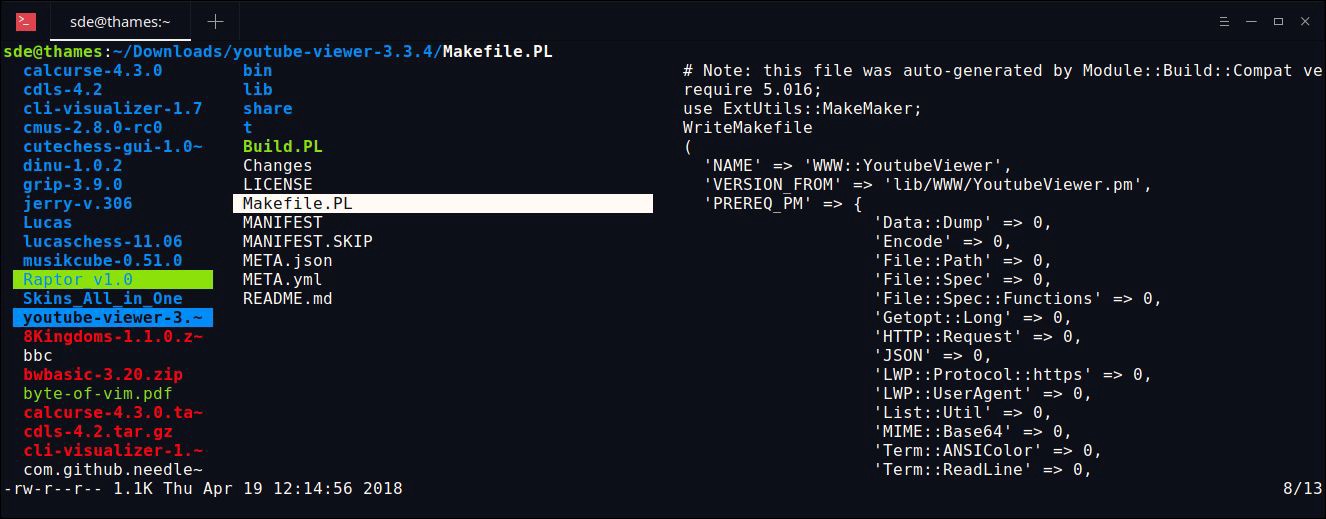 sde@thames:~
sde@thames:~/Downloads/youtube-viewer-3.3.4/Makefile.PL
calcurse-4.3.0 bin # Note: this file was auto-generated by Module::Build::Compat ve
cdls-4.2 lib require 5.016;
cli-visualizer-1.7 share use ExtUtils::MakeMaker;
cmus-2.8.0-rc0 t WriteMakefile
cutechess-gui-1.0~ Build.PL (
dinu-1.0.2 Changes 'NAME' => 'WWW::YoutubeViewer',
grip-3.9.0 LICENSE 'VERSION_FROM' => 'lib/WWW/YoutubeViewer.pm',
jerry-v.306 Makefile.PL 'PREREQ_PM' => {
Lucas MANIFEST 'Data::Dump' => 0,
lucaschess-11.06 MANIFEST.SKIP 'Encode' => 0,
musikcube-0.51.0 META.json 'File::Path' => 0,
Raptor v1.0 META.yml 'File::Spec' => 0,
Skins_All_in_One README.md 'File::Spec::Functions' => 0,
youtube-viewer-3.~ 'Getopt::Long' => 0,
8Kingdoms-1.1.0.z~ 'HTTP::Request' => 0,
bbc 'JSON' => 0,
bwbasic-3.20.zip 'LWP::Protocol::https' => 0,
byte-of-vim.pdf 'LWP::UserAgent' => 0,
calcurse-4.3.0.ta~ 'List::Util' => 0,
cdls-4.2.tar.gz 'MIME::Base64' => 0,
cli-visualizer-1.~ 'Term::ANSIColor' => 0,
com.github.needle~ 'Term::ReadLine' => 0,
-rw-r--r-- 1.1K Thu Apr 19 12:14:56 2018 8/13